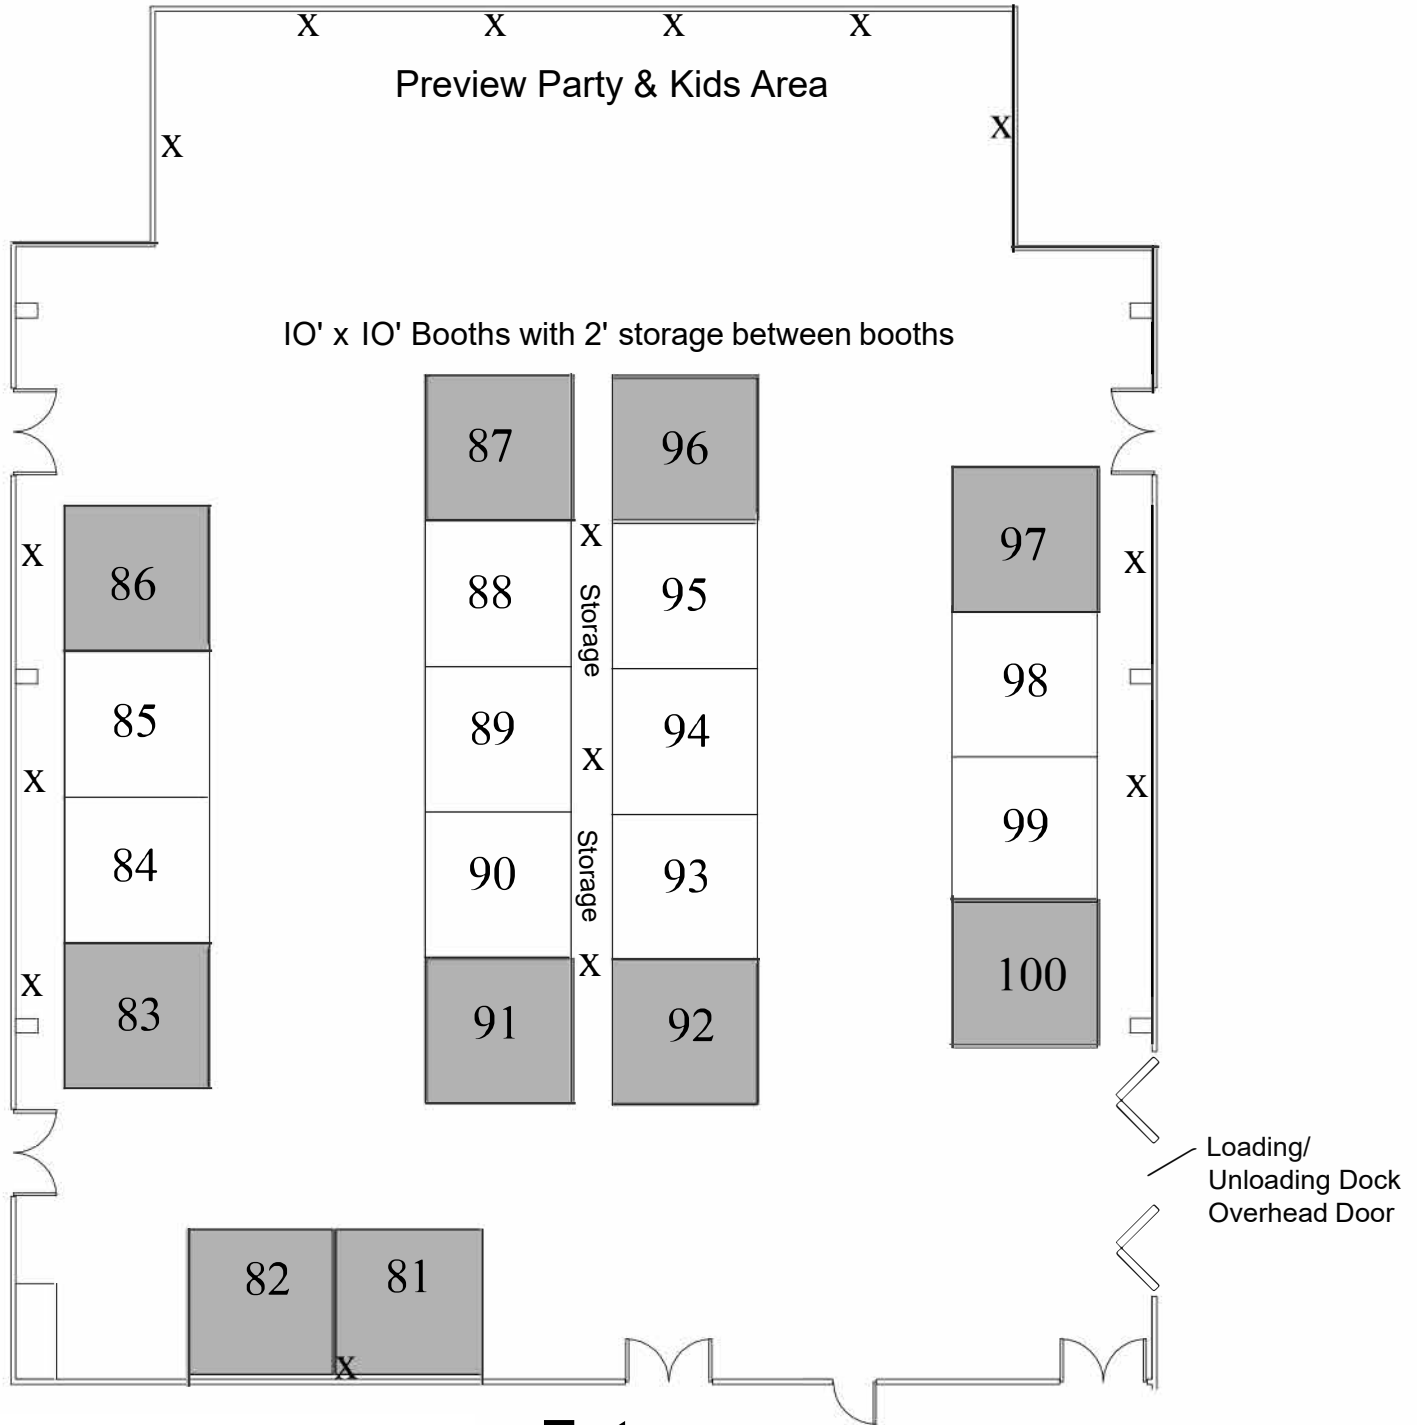 X X X X
Preview Party & Kids Area
X
X
IO' x IO' Booths with 2' storage between booths
87
96
97
86
X
X
X
88
95
Storage
98
85
89
94
X
X
X
99
84
90
93
Storage
X
X
100
83
91
92
Loading/
Unloading Dock
Overhead Door
82
81
X